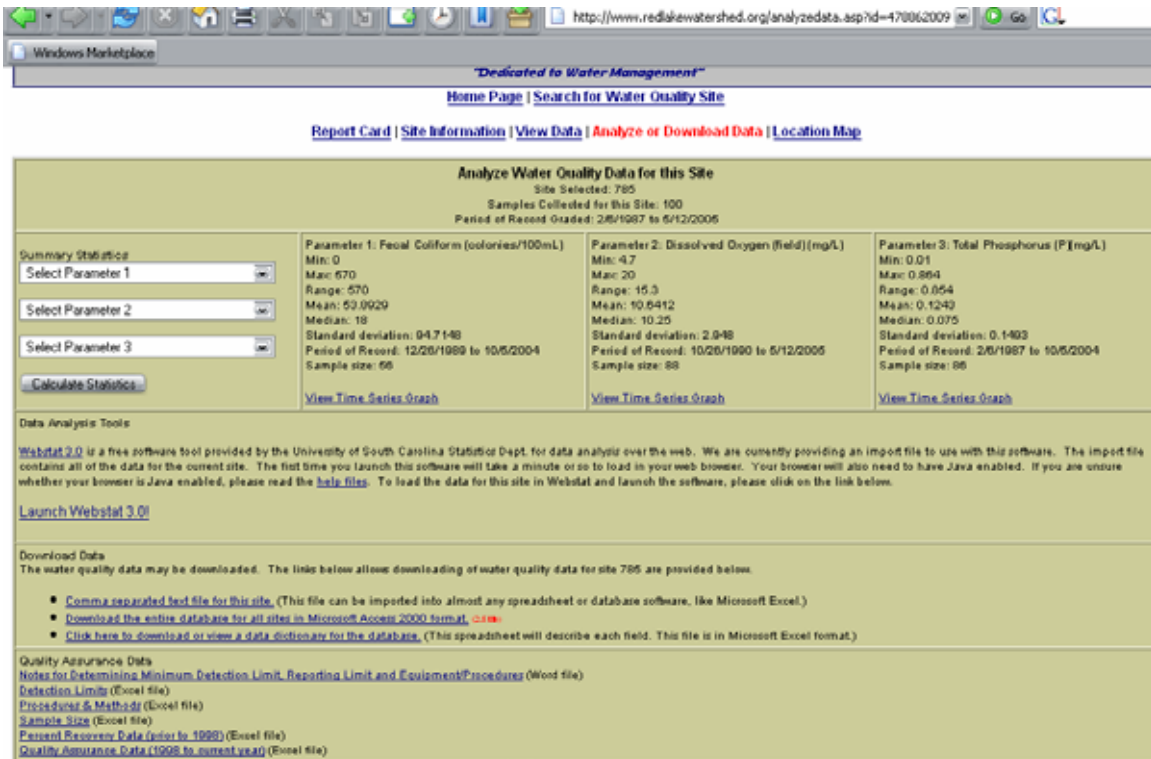 http://www.redlakewatershed.org/analyzedata.asp?id=470862009
Go
Windows Marketplace
"Dedicated to Water Management"
Home Page | Search for Water Quality Site
Report Card | Site Information | View Data | Analyze or Download Data | Location Map
Analyze Water Quality Data for this Site
Site Selected: 785
Samples Collected for this Site: 100
Period of Record Graded: 2/6/1987 to 5/12/2005
Summary Statistics
Select Parameter 1
Select Parameter 2
Select Parameter 3
Calculate Statistics
Parameter 1: Fecal Coliform (colonies/100mL)
Min: 0
Max: 570
Range: 570
Mean: 53.8929
Median: 18
Standard deviation: 94.7148
Period of Record: 12/26/1989 to 10/5/2004
Sample size: 56
View Time Series Graph
Parameter 2: Dissolved Oxygen (field)(mg/L)
Min: 4.7
Max: 20
Range: 15.3
Mean: 10.6412
Median: 10.25
Standard deviation: 2.948
Period of Record: 10/26/1990 to 5/12/2005
Sample size: 88
View Time Series Graph
Parameter 3: Total Phosphorus (P)(mg/L)
Min: 0.01
Max: 0.864
Range: 0.854
Mean: 0.1243
Median: 0.075
Standard deviation: 0.1493
Period of Record: 2/6/1987 to 10/5/2004
Sample size: 86
View Time Series Graph
Data Analysis Tools
Webstat 3.0 is a free software tool provided by the University of South Carolina Statistics Dept. for data analysis over the web. We are currently providing an import file to use with this software. The import file
contains all of the data for the current site. The first time you launch this software will take a minute or so to load in your web browser. Your browser will also need to have Java enabled. If you are unsure
whether your browser is Java enabled, please read the help files. To load the data for this site in Webstat and launch the software, please click on the link below.
Launch Webstat 3.0!
Download Data
The water quality data may be downloaded. The links below allows downloading of water quality data for site 785 are provided below.
Comma separated text file for this site. (This file can be imported into almost any spreadsheet or database software, like Microsoft Excel.)
Download the entire database for all sites in Microsoft Access 2000 format.
Click here to download or view a data dictionary for the database. (This spreadsheet will describe each field. This file is in Microsoft Excel format.)
Quality Assurance Data
Notes for Determining Minimum Detection Limit, Reporting Limit and Equipment/Procedures (Word file)
Detection Limits (Excel file)
Procedures & Methods (Excel file)
Sample Size (Excel file)
Percent Recovery Data (prior to 1998) (Excel file)
Quality Assurance Data (1998 to current year) (Excel file)